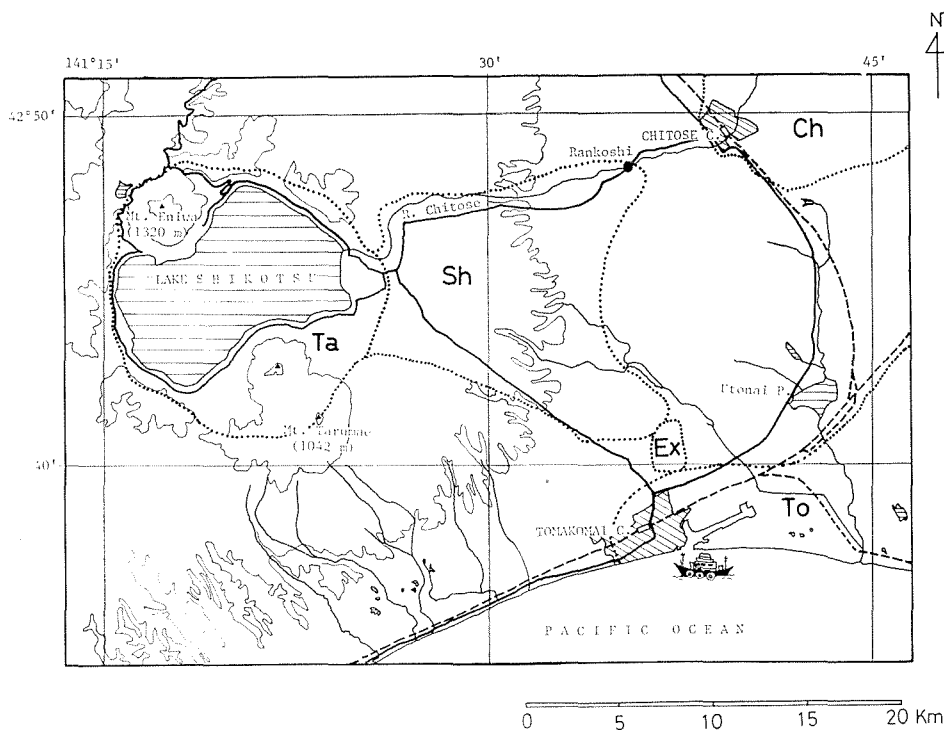 N
141°15'
30'
45'
42°50'
CHITOSE C.
Ch
Rankoshi
R. Chitose
Mt. Eniwa
(1320 m)
LAKE SHIKOTSU
Sh
Ta
Utonai P.
Mt. Tarumae
(1042 m)
40'
Ex
To
TOMAKOMAI C.
PACIFIC OCEAN
0 5 10 15 20 Km